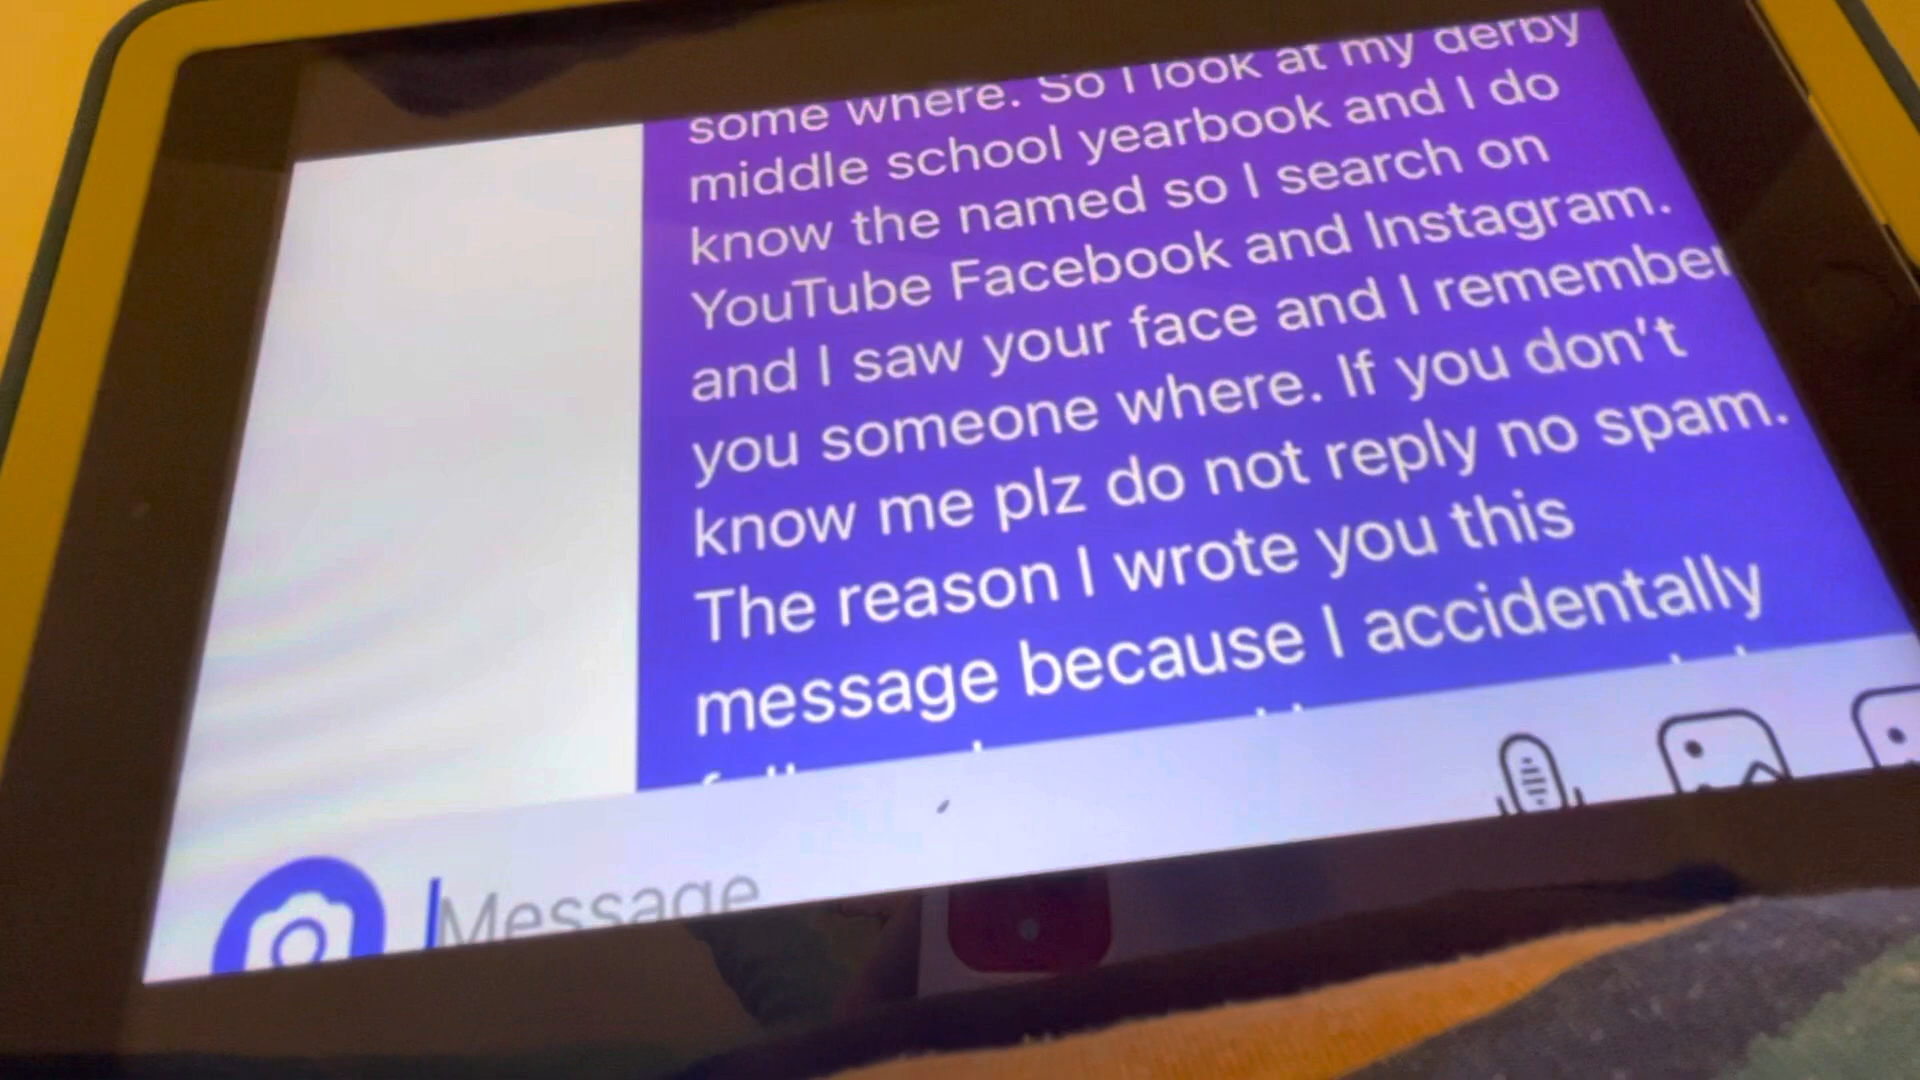 some where. So I look at my derby
middle school yearbook and I do
know the named so I search on
YouTube Facebook and Instagram.
and I saw your face and I remember
you someone where. If you don't
know me plz do not reply no spam.
The reason I wrote you this
message because I accidentally
Message